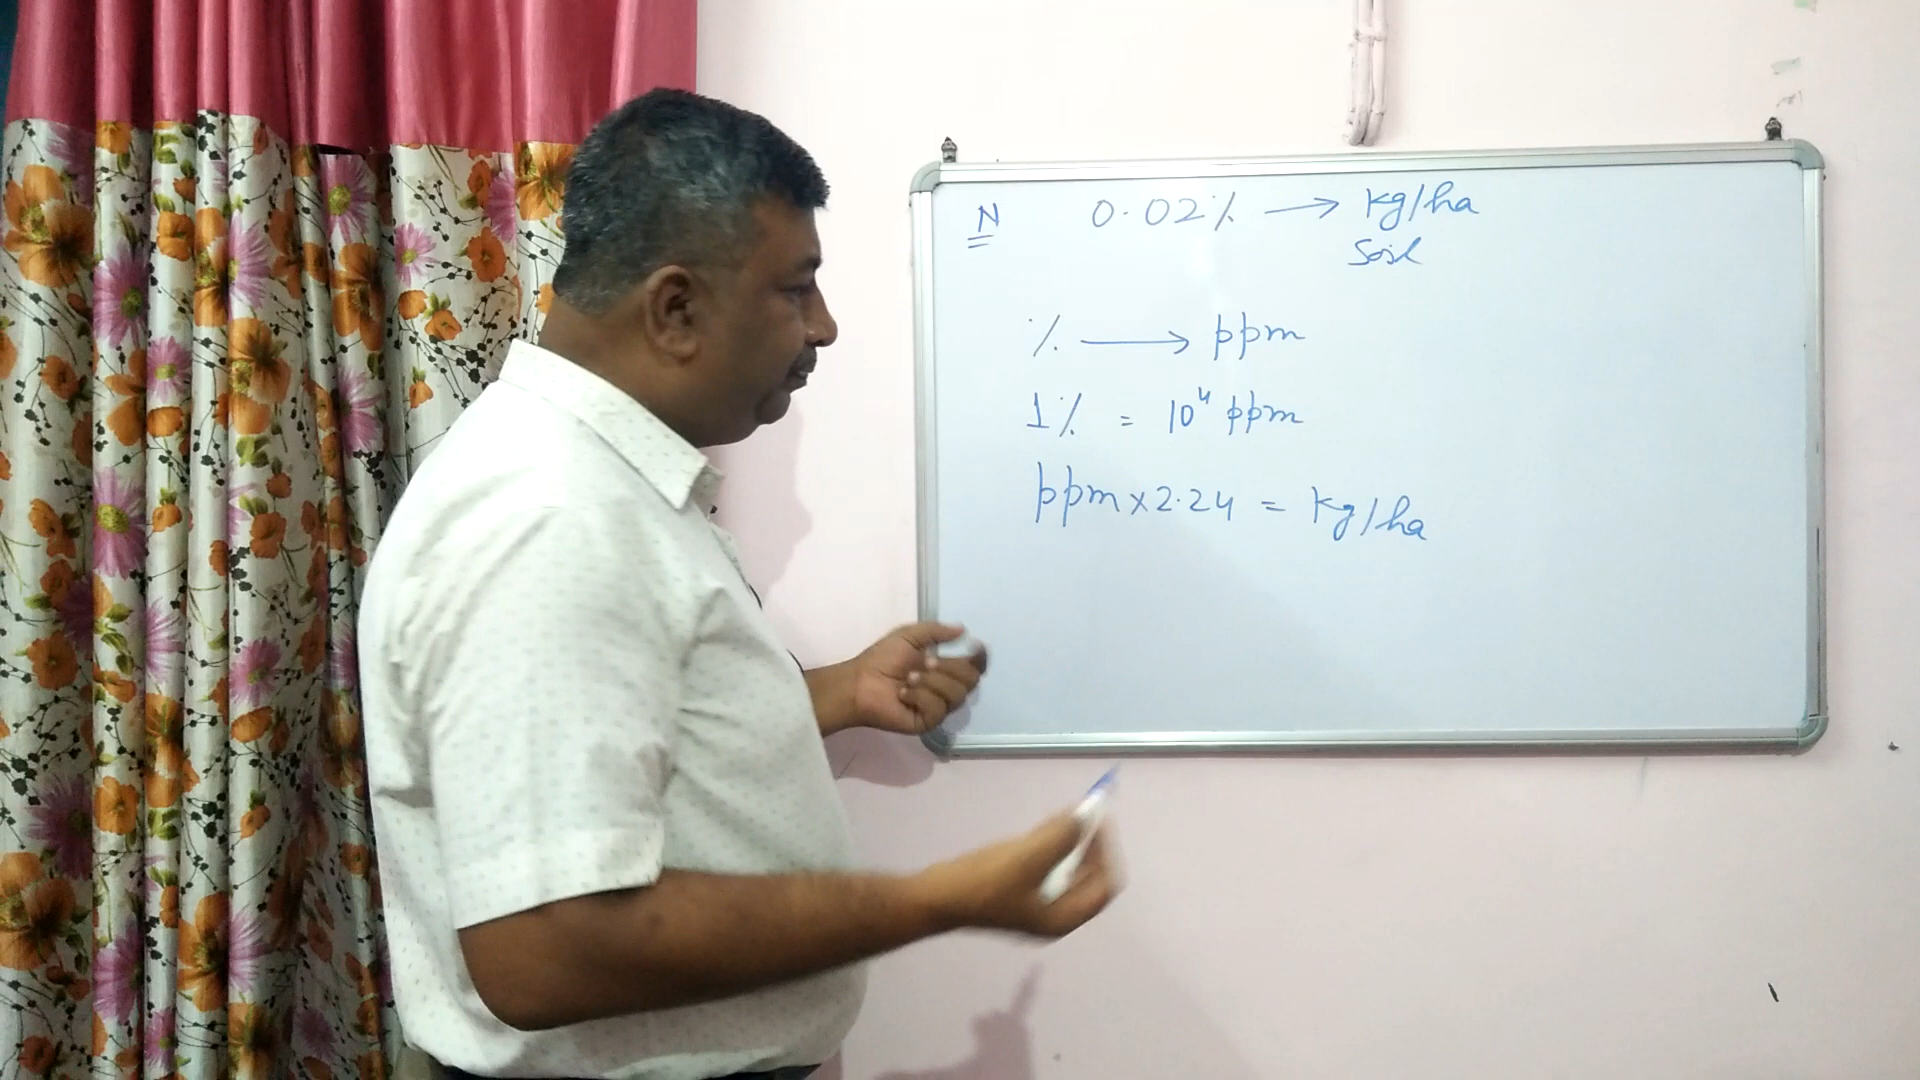 N 0.02% → kg/ha
Soil
% → ppm
1% = 10⁴ ppm
ppm x 2.24 = kg/ha